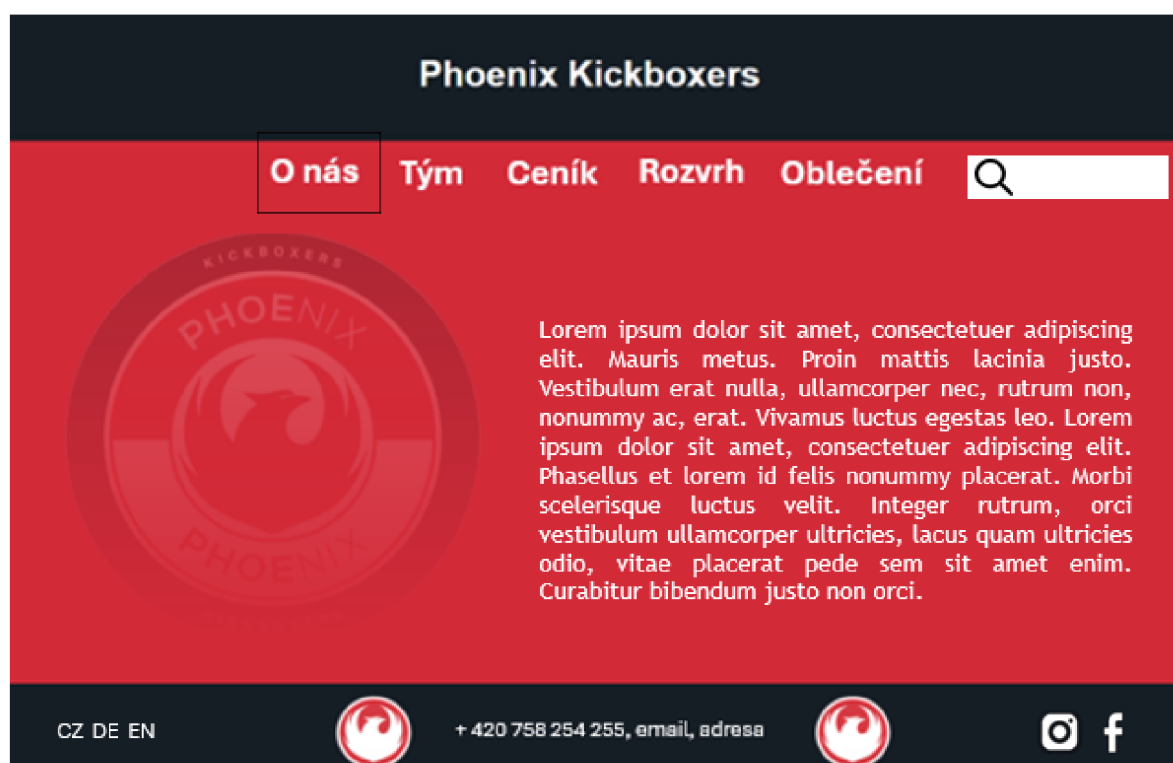 Phoenix Kickboxers
O nás Tým Ceník Rozvrh Oblečení
KICKBOXERS
PHOENIX
PHOENIX
Lorem ipsum dolor sit amet, consectetuer adipiscing
elit. Mauris metus. Proin mattis lacinia justo.
Vestibulum erat nulla, ullamcorper nec, rutrum non,
nonummy ac, erat. Vivamus luctus egestas leo. Lorem
ipsum dolor sit amet, consectetuer adipiscing elit.
Phasellus et lorem id felis nonummy placerat. Morbi
scelerisque luctus velit. Integer rutrum, orci
vestibulum ullamcorper ultricies, lacus quam ultricies
odio, vitae placerat pede sem sit amet enim.
Curabitur bibendum justo non orci.
CZ DE EN
+ 420 758 254 255, email, adresa